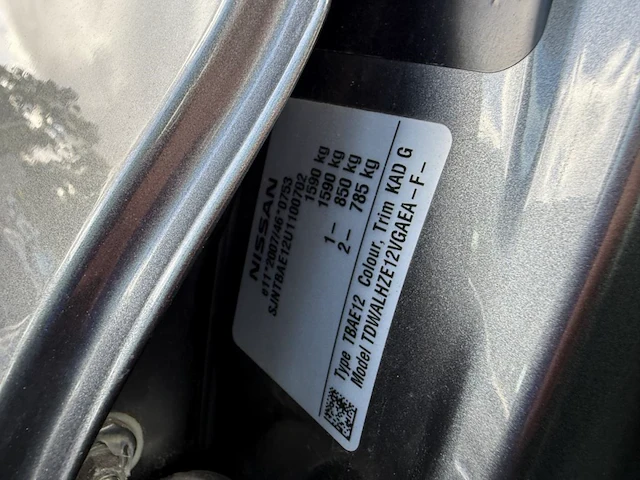 NISSAN
e11*2007/46*0753
SJNTBAE12U1100702
1590 kg
1590 kg
1- 850 kg
2- 785 kg
Type TBAE12 Colour, Trim KAD G
Model TDWALHZE12VGAEA-F-